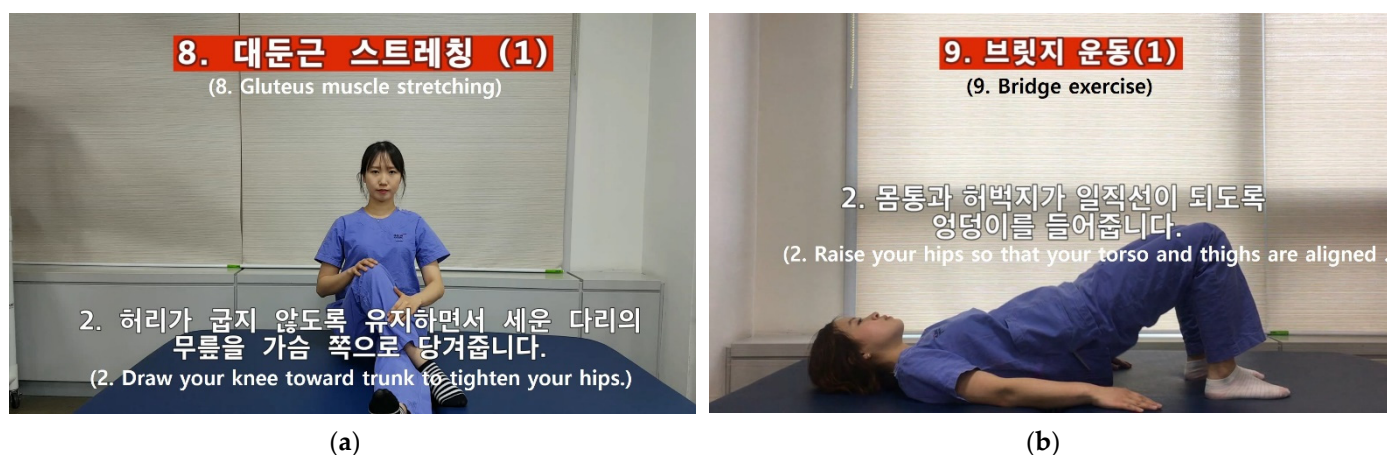 8. 대둔근 스트레칭 (1)
(8. Gluteus muscle stretching)
2. 허리가 굽지 않도록 유지하면서 세운 다리의
무릎을 가슴 쪽으로 당겨줍니다.
(2. Draw your knee toward trunk to tighten your hips.)
(a)
9. 브릿지 운동(1)
(9. Bridge exercise)
2. 몸통과 허벅지가 일직선이 되도록
엉덩이를 들어줍니다.
(2. Raise your hips so that your torso and thighs are aligned .
(b)